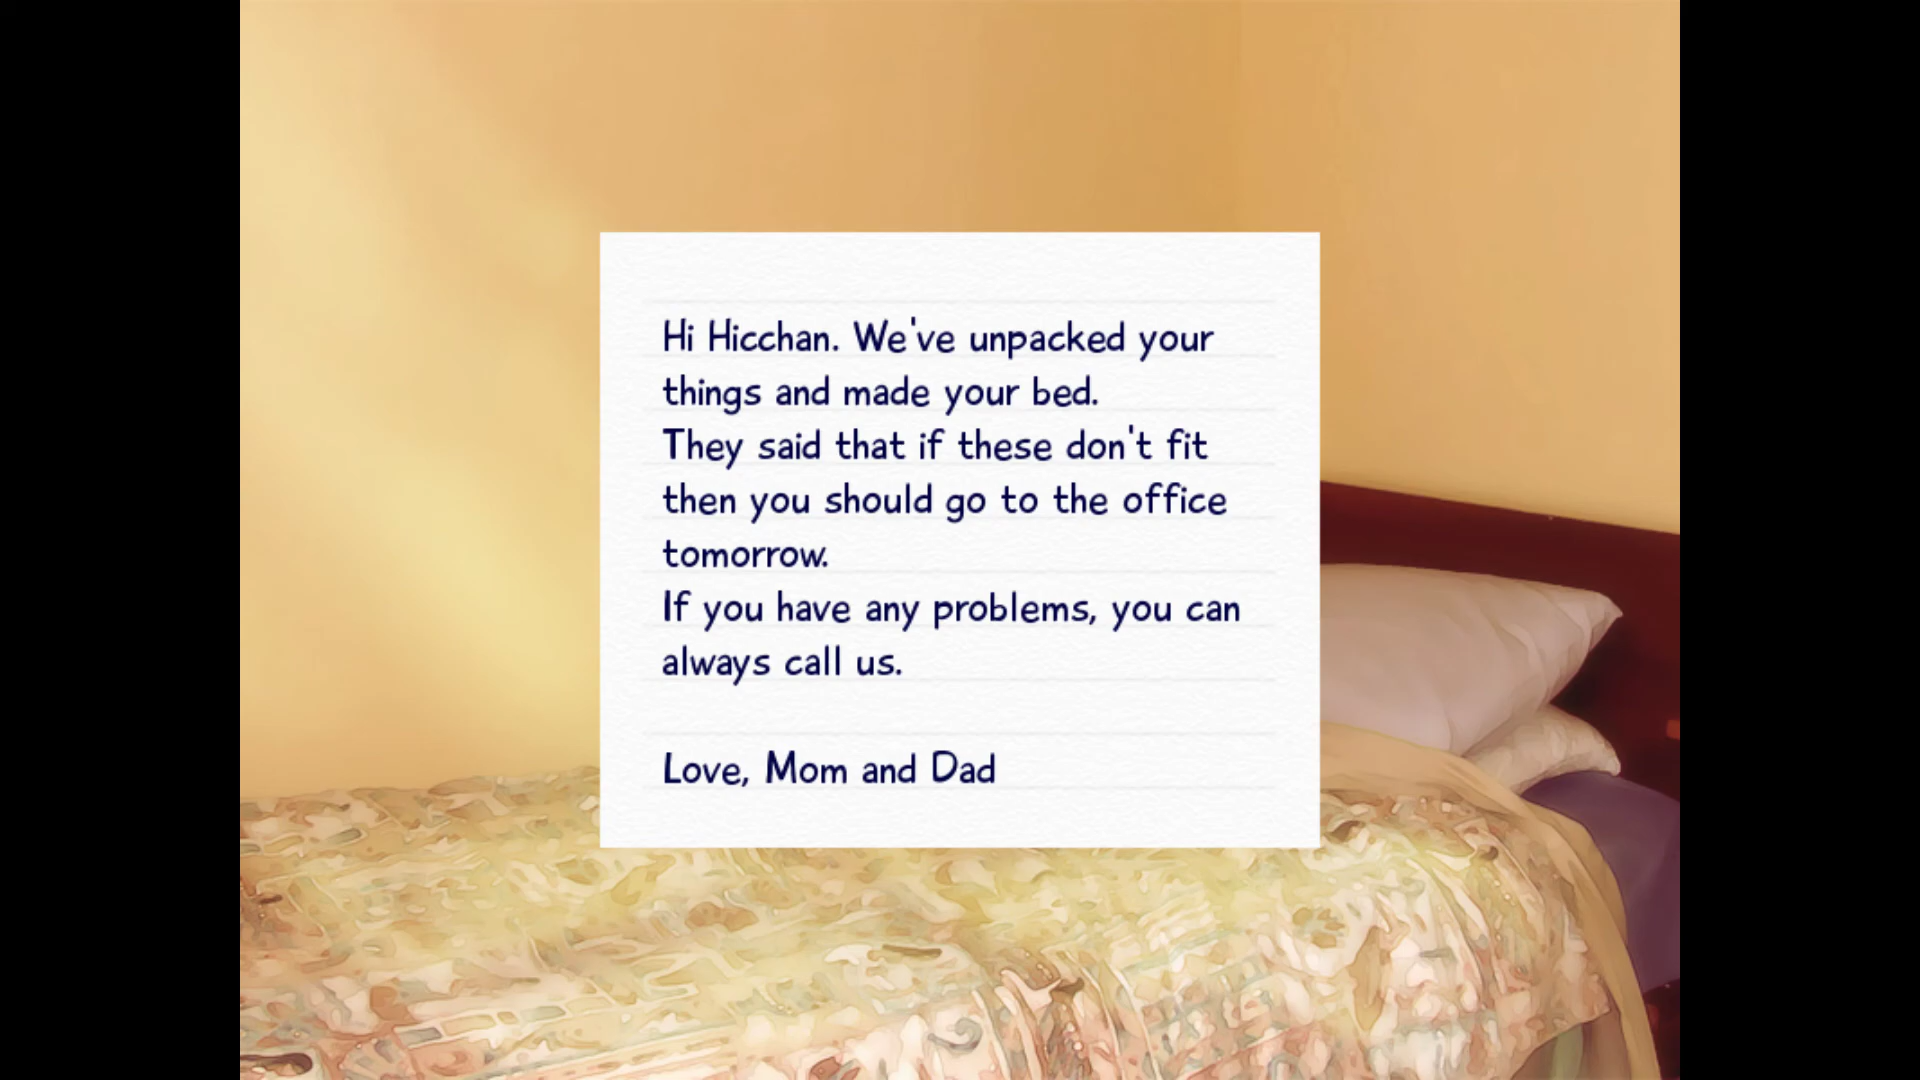 Hi Hicchan. We've unpacked your
things and made your bed.
They said that if these don't fit
then you should go to the office
tomorrow.
If you have any problems, you can
always call us.
Love, Mom and Dad